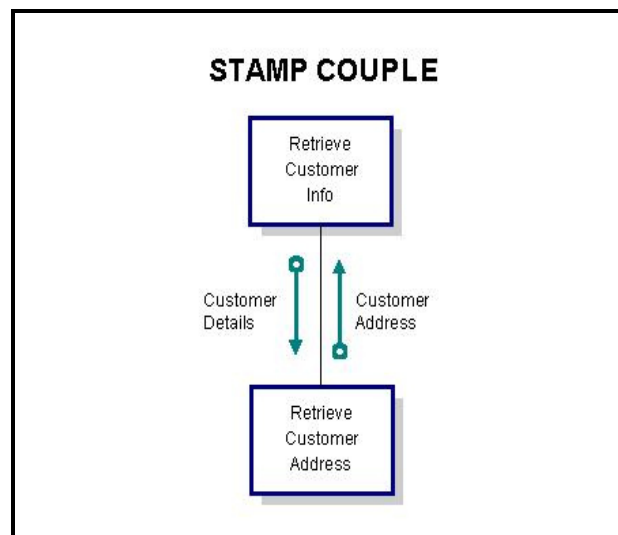 STAMP COUPLE
Retrieve
Customer
Info
Customer
Details
Customer
Address
Retrieve
Customer
Address